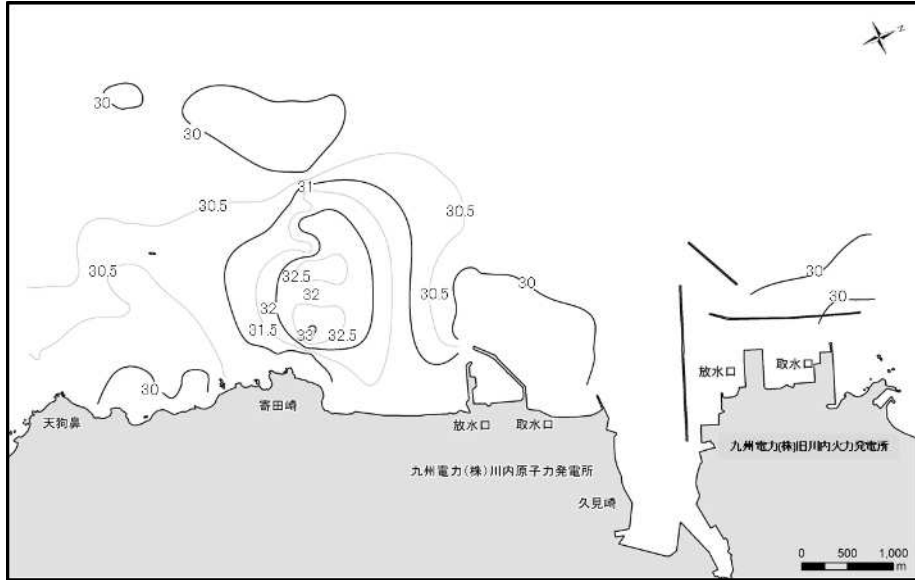 N
30
30
31
30.5
30.5
30.5
32.5
30
30
32
30.5
30
32
31.5
33
32.5
放水口
取水口
30
寄田崎
天狗鼻
放水口
取水口
九州電力(株)旧川内火力発電所
九州電力(株)川内原子力発電所
久見崎
0
500
1,000
m